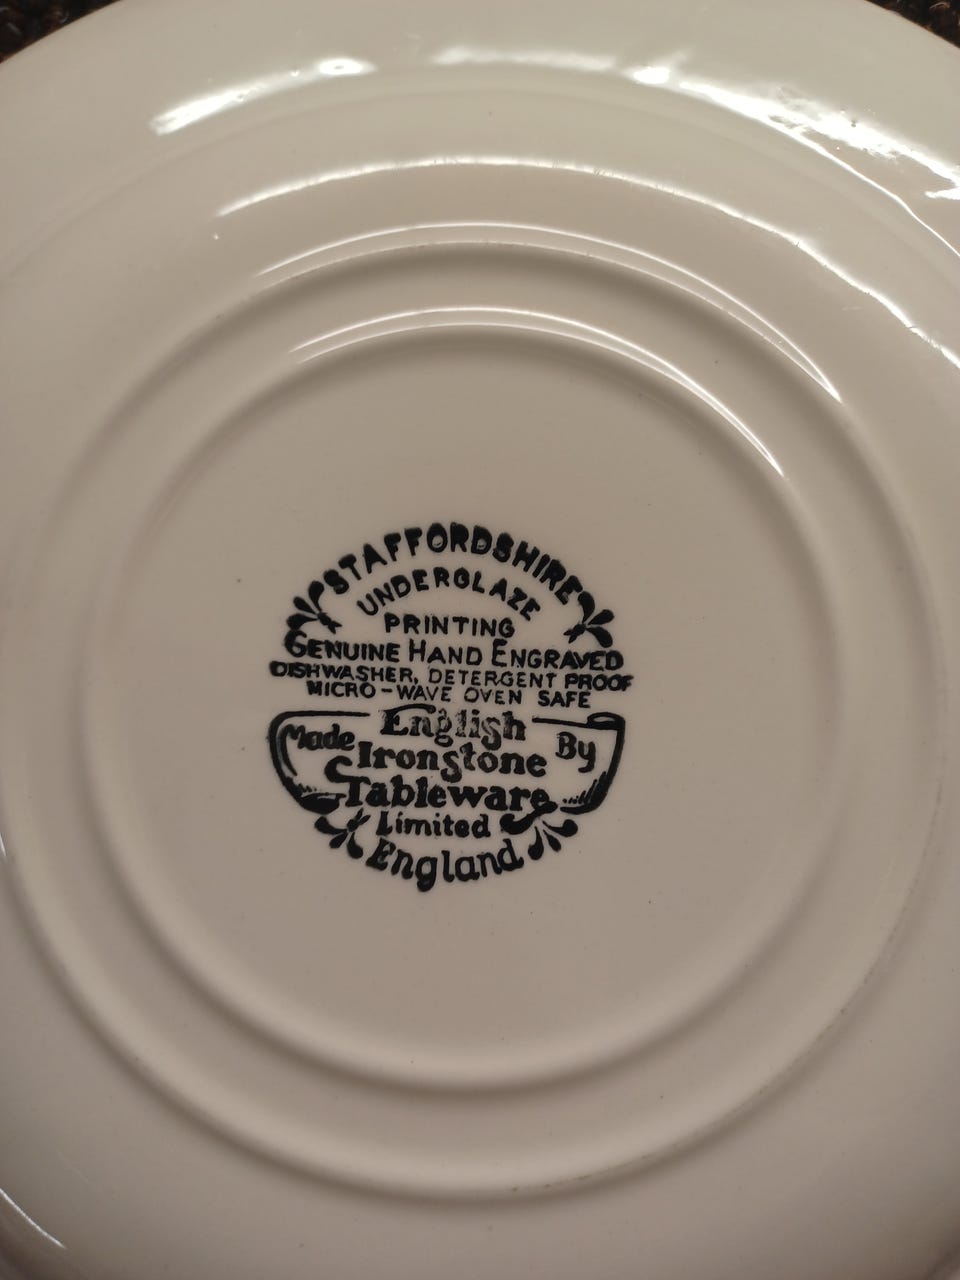 STAFFORDSHIRE
UNDERGLAZE
PRINTING
GENUINE HAND ENGRAVED
DISHWASHER, DETERGENT PROOF
MICRO-WAVE OVEN SAFE
English
Made Ironstone By
Tableware
Limited
England